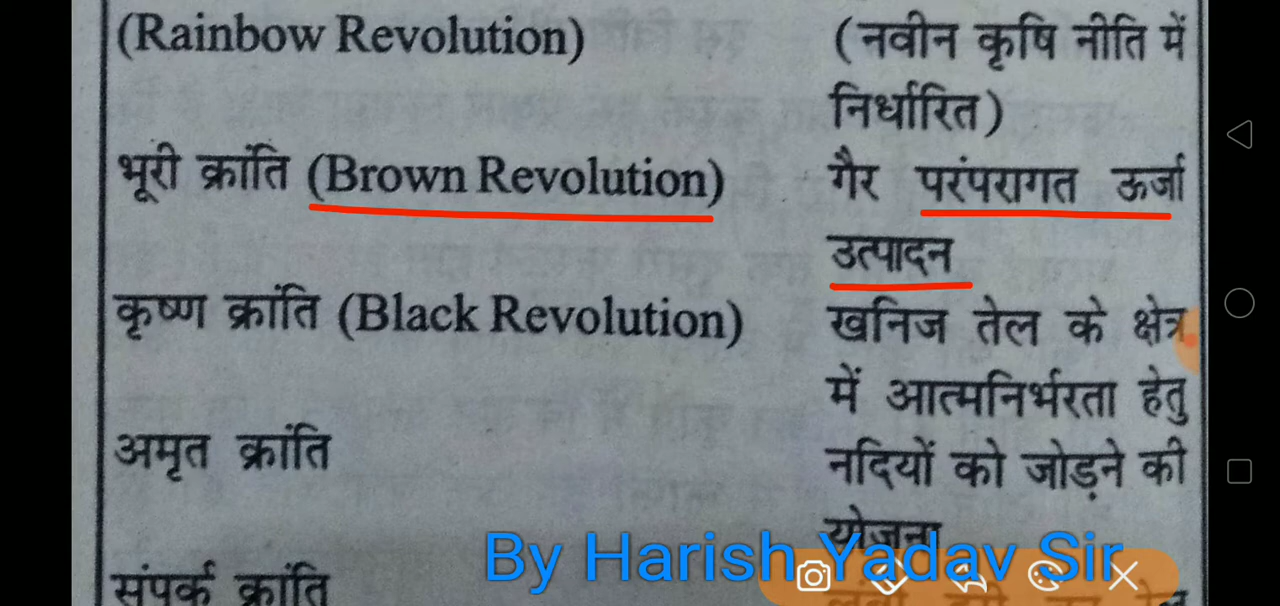 (Rainbow Revolution) (नवीन कृषि नीति में
निर्धारित)
भूरी क्रांति (Brown Revolution) गैर परंपरागत ऊर्जा
उत्पादन
कृष्ण क्रांति (Black Revolution) खनिज तेल के क्षेत्र
में आत्मनिर्भरता हेतु
अमृत क्रांति नदियों को जोड़ने की
योजना
By Harish Yadav Sir
संपर्क क्रांति